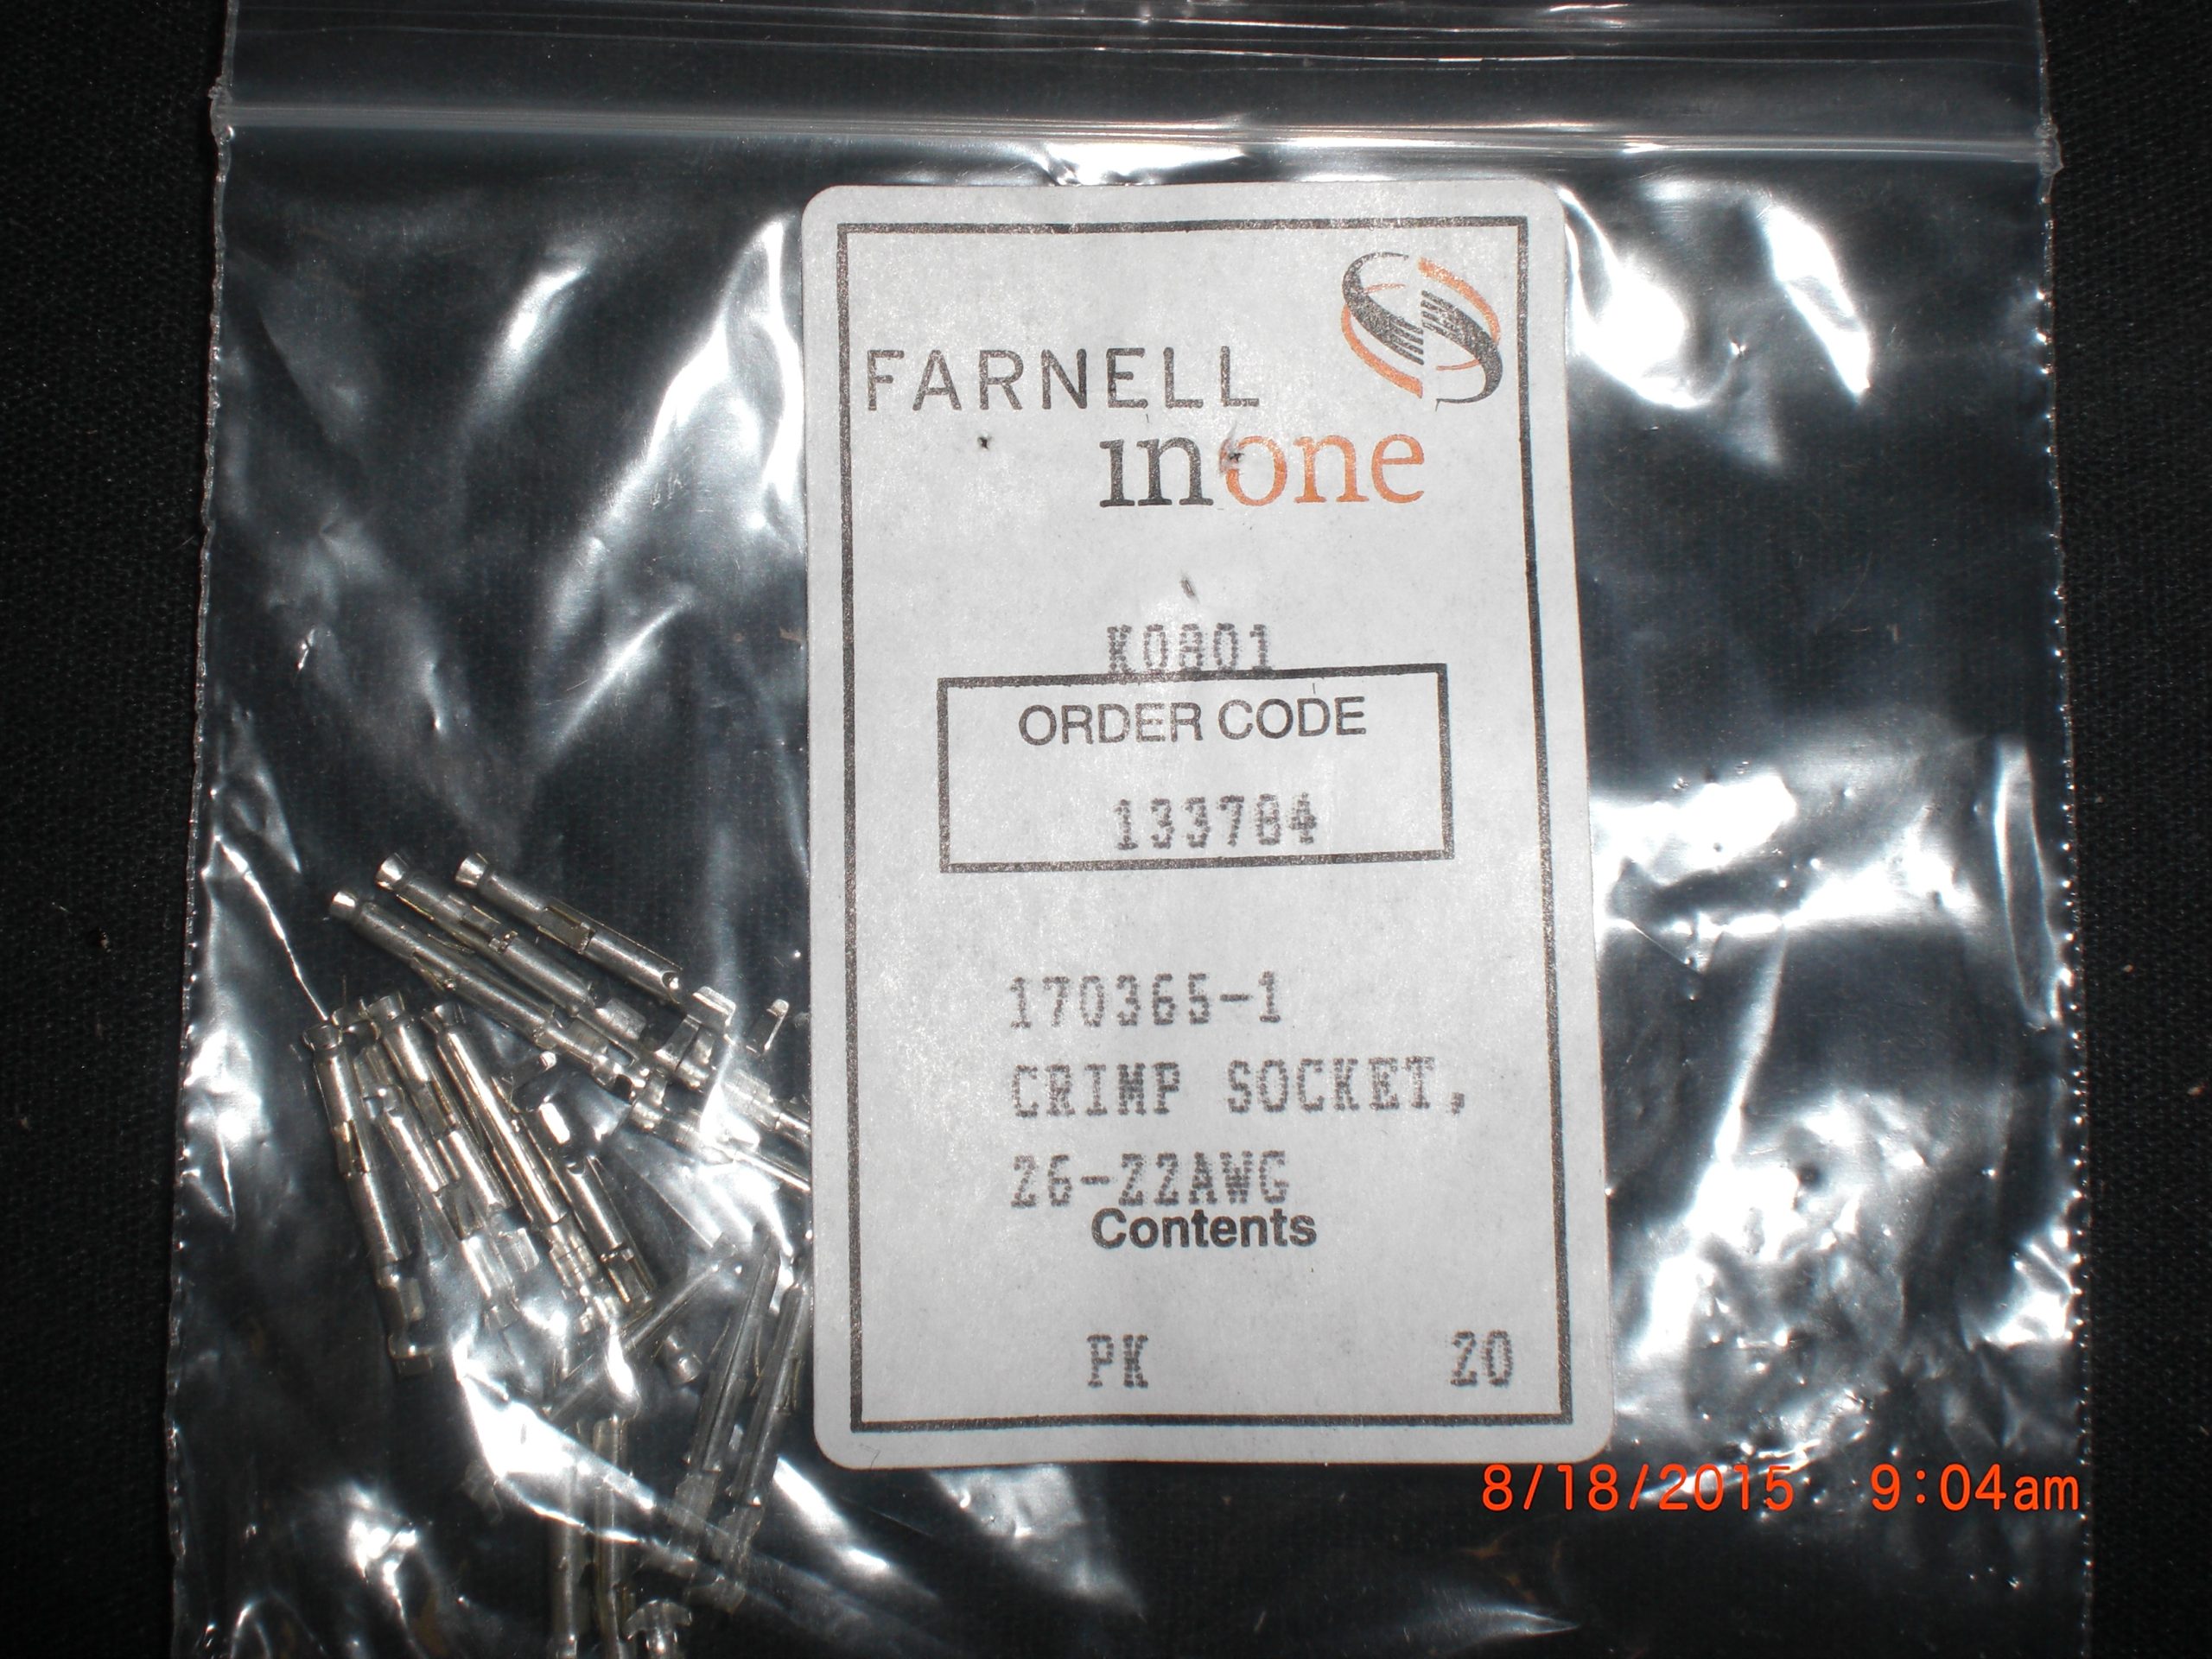 FARNELL
inone
K0801
ORDER CODE
133784
170365-1
CRIMP SOCKET,
26-22AWG
Contents
PK 20
8/18/2015 9:04am